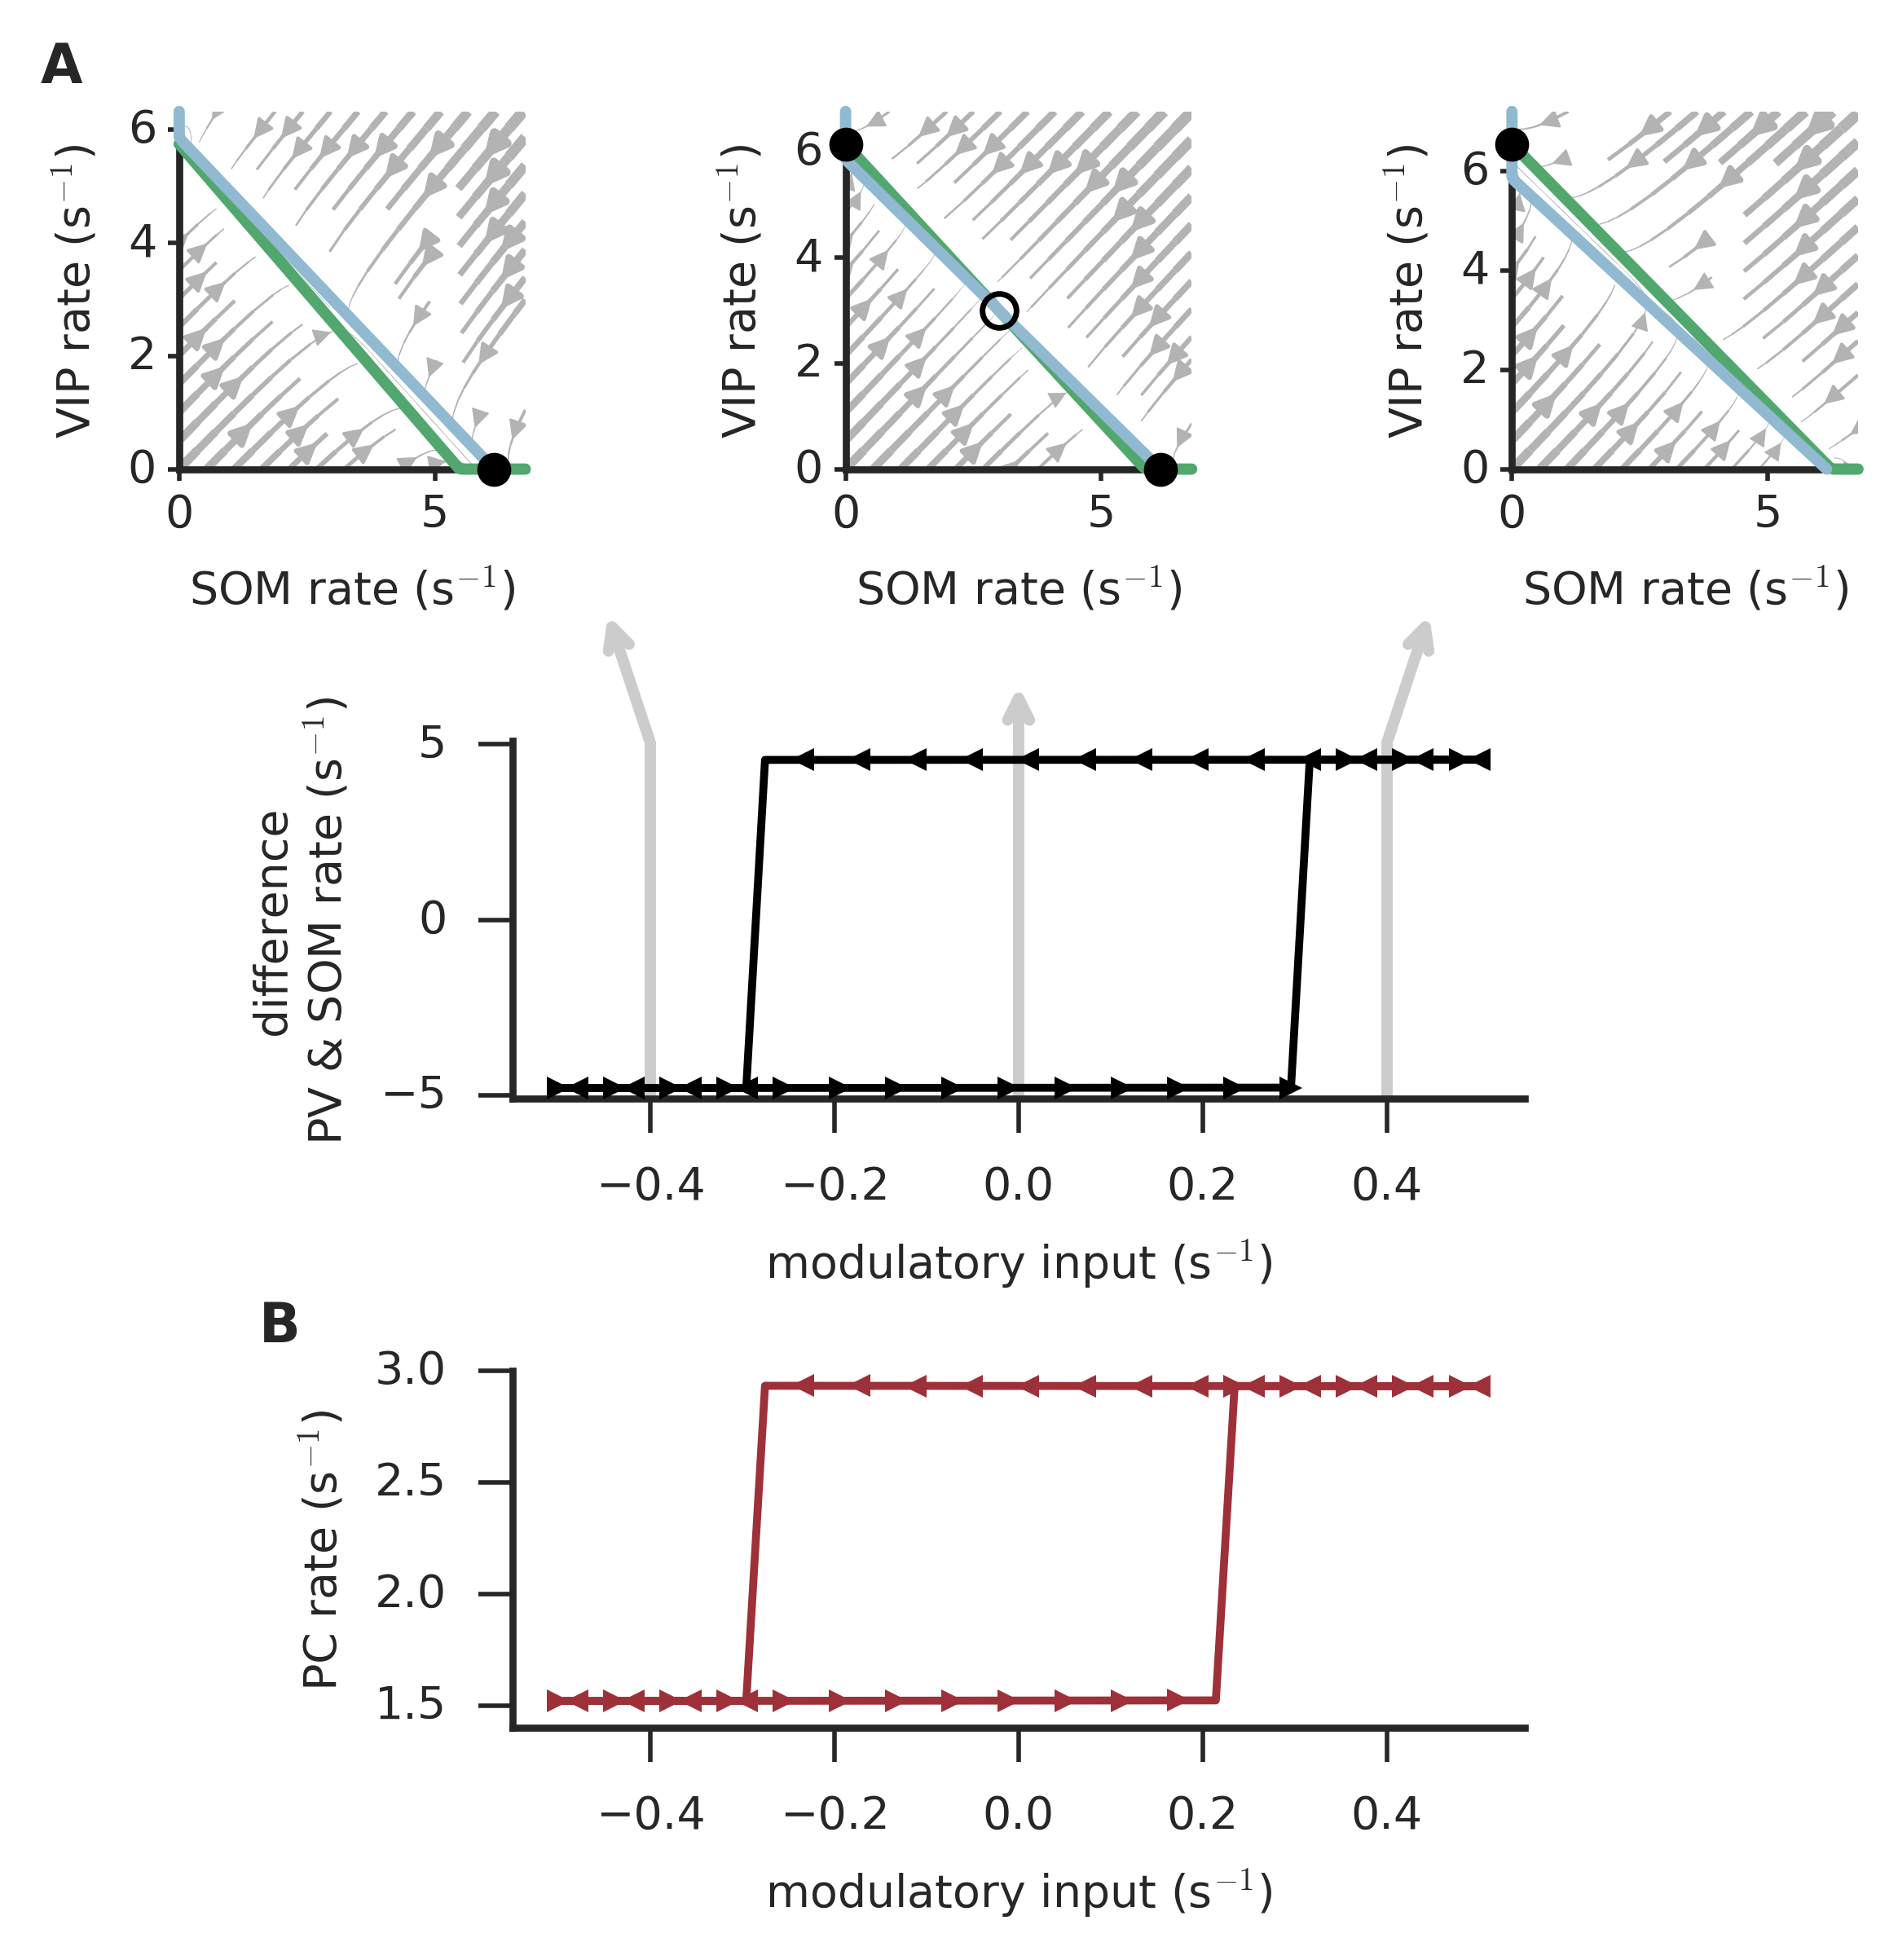 A
6
4
2
0
0
5
VIP rate (s⁻¹)
SOM rate (s⁻¹)
6
4
2
0
0
5
VIP rate (s⁻¹)
SOM rate (s⁻¹)
6
4
2
0
0
5
VIP rate (s⁻¹)
SOM rate (s⁻¹)
difference
PV & SOM rate (s⁻¹)
5
0
−5
−0.4 −0.2 0.0 0.2 0.4
modulatory input (s⁻¹)
B
PC rate (s⁻¹)
3.0
2.5
2.0
1.5
−0.4 −0.2 0.0 0.2 0.4
modulatory input (s⁻¹)